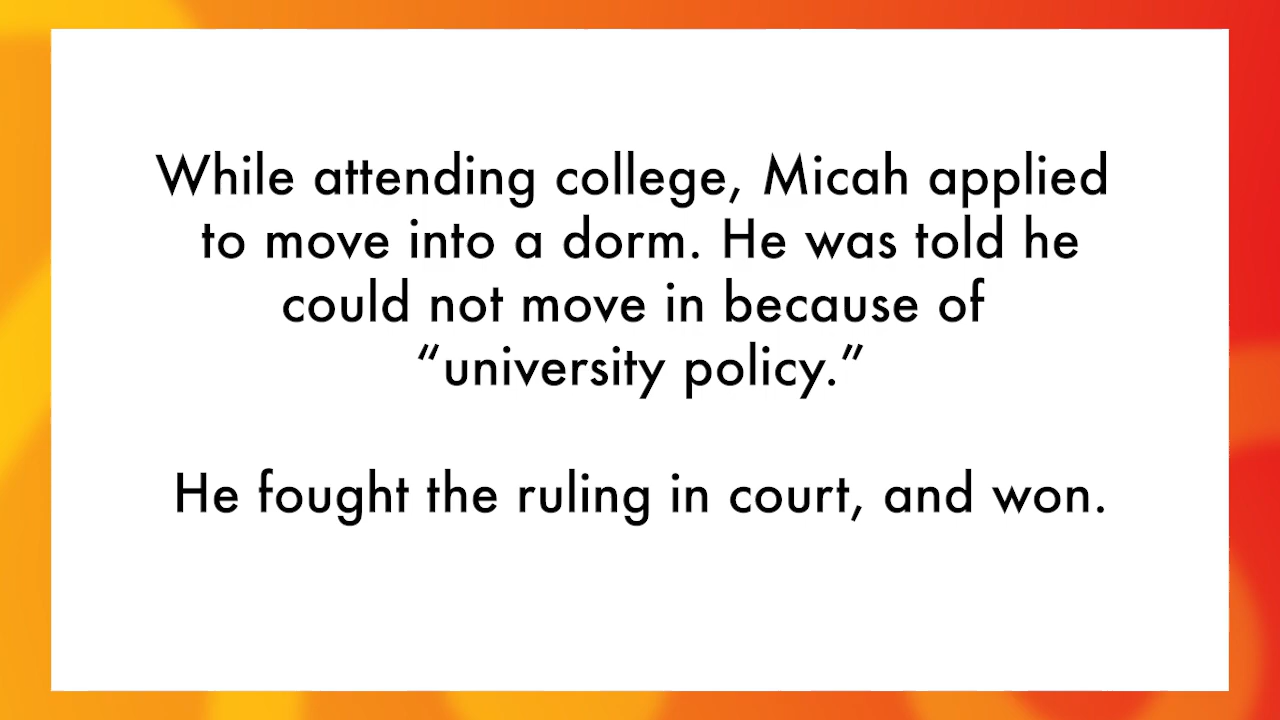 While attending college, Micah applied
to move into a dorm. He was told he
could not move in because of
“university policy.”
He fought the ruling in court, and won.